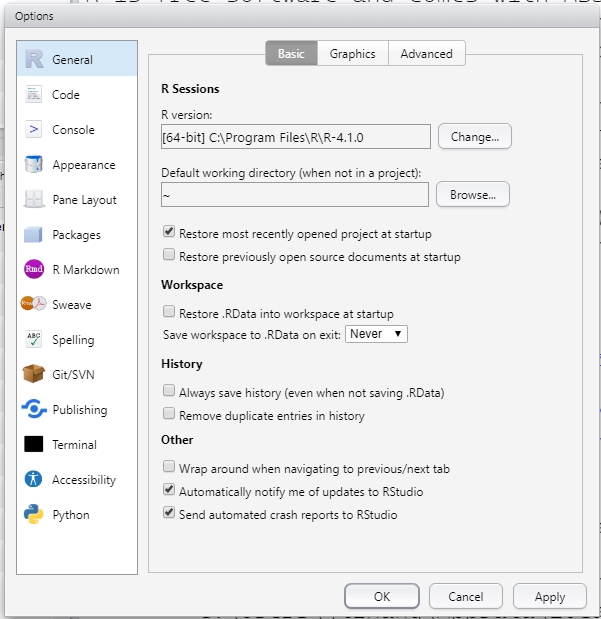 Options
General
Code
Console
Appearance
Pane Layout
Packages
Rmd R Markdown
Sweave
ABC Spelling
Git/SVN
Publishing
Terminal
Accessibility
Python
Basic Graphics Advanced
R Sessions
R version:
[64-bit] C:\Program Files\R\R-4.1.0 Change...
Default working directory (when not in a project):
~ Browse...
Restore most recently opened project at startup
Restore previously open source documents at startup
Workspace
Restore .RData into workspace at startup
Save workspace to .RData on exit: Never
History
Always save history (even when not saving .RData)
Remove duplicate entries in history
Other
Wrap around when navigating to previous/next tab
Automatically notify me of updates to RStudio
Send automated crash reports to RStudio
OK Cancel Apply